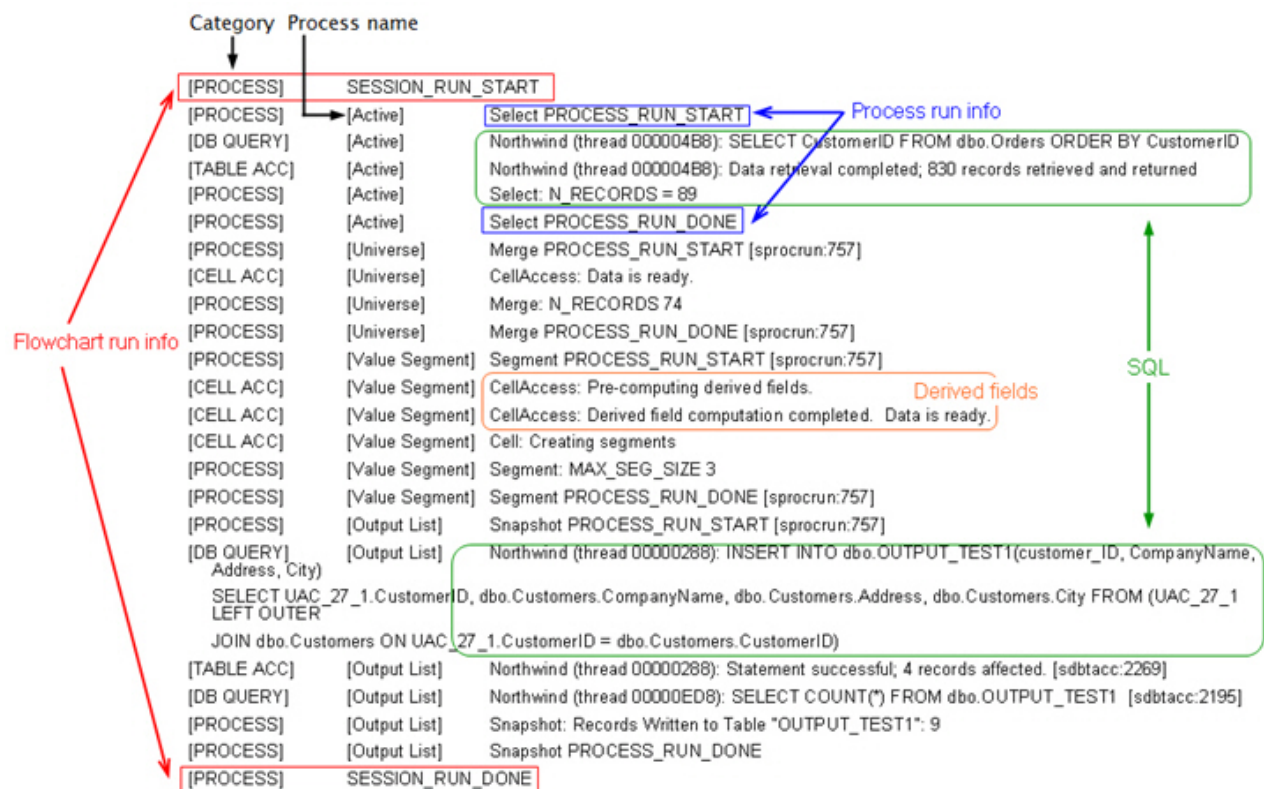 Category Process name
[PROCESS] SESSION_RUN_START
[PROCESS] [Active] Select PROCESS_RUN_START Process run info
[DB QUERY] [Active] Northwind (thread 000004B8): SELECT CustomerID FROM dbo.Orders ORDER BY CustomerID
[TABLE ACC] [Active] Northwind (thread 000004B8): Data retrieval completed; 830 records retrieved and returned
[PROCESS] [Active] Select: N_RECORDS = 89
[PROCESS] [Active] Select PROCESS_RUN_DONE
[PROCESS] [Universe] Merge PROCESS_RUN_START [sprocrun:757]
[CELL ACC] [Universe] CellAccess: Data is ready.
[PROCESS] [Universe] Merge: N_RECORDS 74
[PROCESS] [Universe] Merge PROCESS_RUN_DONE [sprocrun:757]
Flowchart run info
[PROCESS] [Value Segment] Segment PROCESS_RUN_START [sprocrun:757]
SQL
[CELL ACC] [Value Segment] CellAccess: Pre-computing derived fields. Derived fields
[CELL ACC] [Value Segment] CellAccess: Derived field computation completed. Data is ready.
[CELL ACC] [Value Segment] Cell: Creating segments
[PROCESS] [Value Segment] Segment: MAX_SEG_SIZE 3
[PROCESS] [Value Segment] Segment PROCESS_RUN_DONE [sprocrun:757]
[PROCESS] [Output List] Snapshot PROCESS_RUN_START [sprocrun:757]
[DB QUERY] [Output List] Northwind (thread 00000288): INSERT INTO dbo.OUTPUT_TEST1(customer_ID, CompanyName,
Address, City)
SELECT UAC_27_1.CustomerID, dbo.Customers.CompanyName, dbo.Customers.Address, dbo.Customers.City FROM (UAC_27_1
LEFT OUTER
JOIN dbo.Customers ON UAC_27_1.CustomerID = dbo.Customers.CustomerID)
[TABLE ACC] [Output List] Northwind (thread 00000288): Statement successful; 4 records affected. [sdbtacc:2269]
[DB QUERY] [Output List] Northwind (thread 00000ED8): SELECT COUNT(*) FROM dbo.OUTPUT_TEST1 [sdbtacc:2195]
[PROCESS] [Output List] Snapshot: Records Written to Table "OUTPUT_TEST1": 9
[PROCESS] [Output List] Snapshot PROCESS_RUN_DONE
[PROCESS] SESSION_RUN_DONE